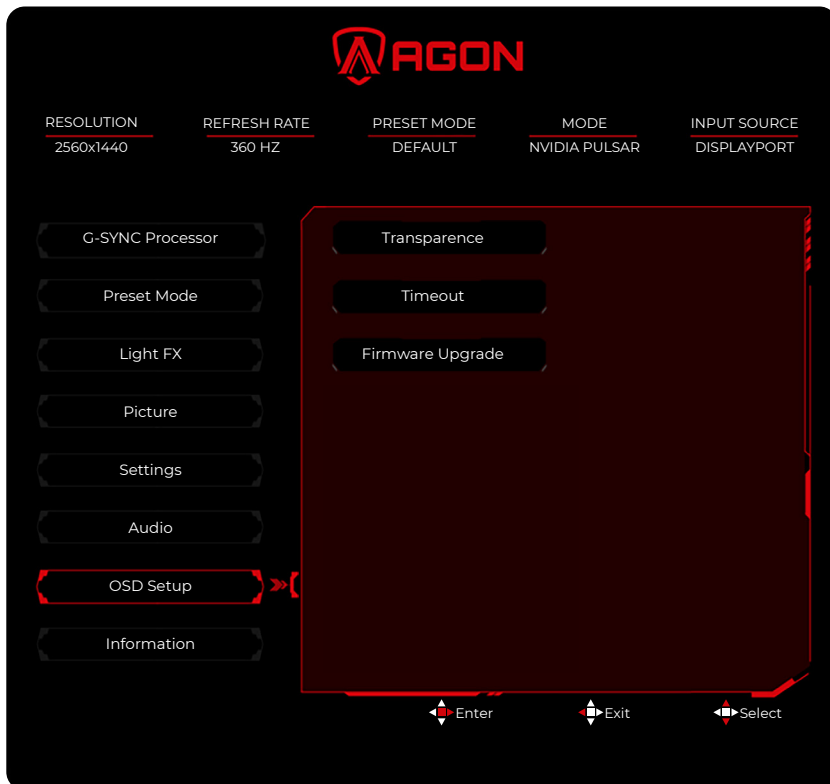 AGON
RESOLUTION REFRESH RATE PRESET MODE MODE INPUT SOURCE
2560x1440 360 HZ DEFAULT NVIDIA PULSAR DISPLAYPORT
G-SYNC Processor Transparence
Preset Mode Timeout
Light FX Firmware Upgrade
Picture
Settings
Audio
OSD Setup
Information
Enter Exit Select